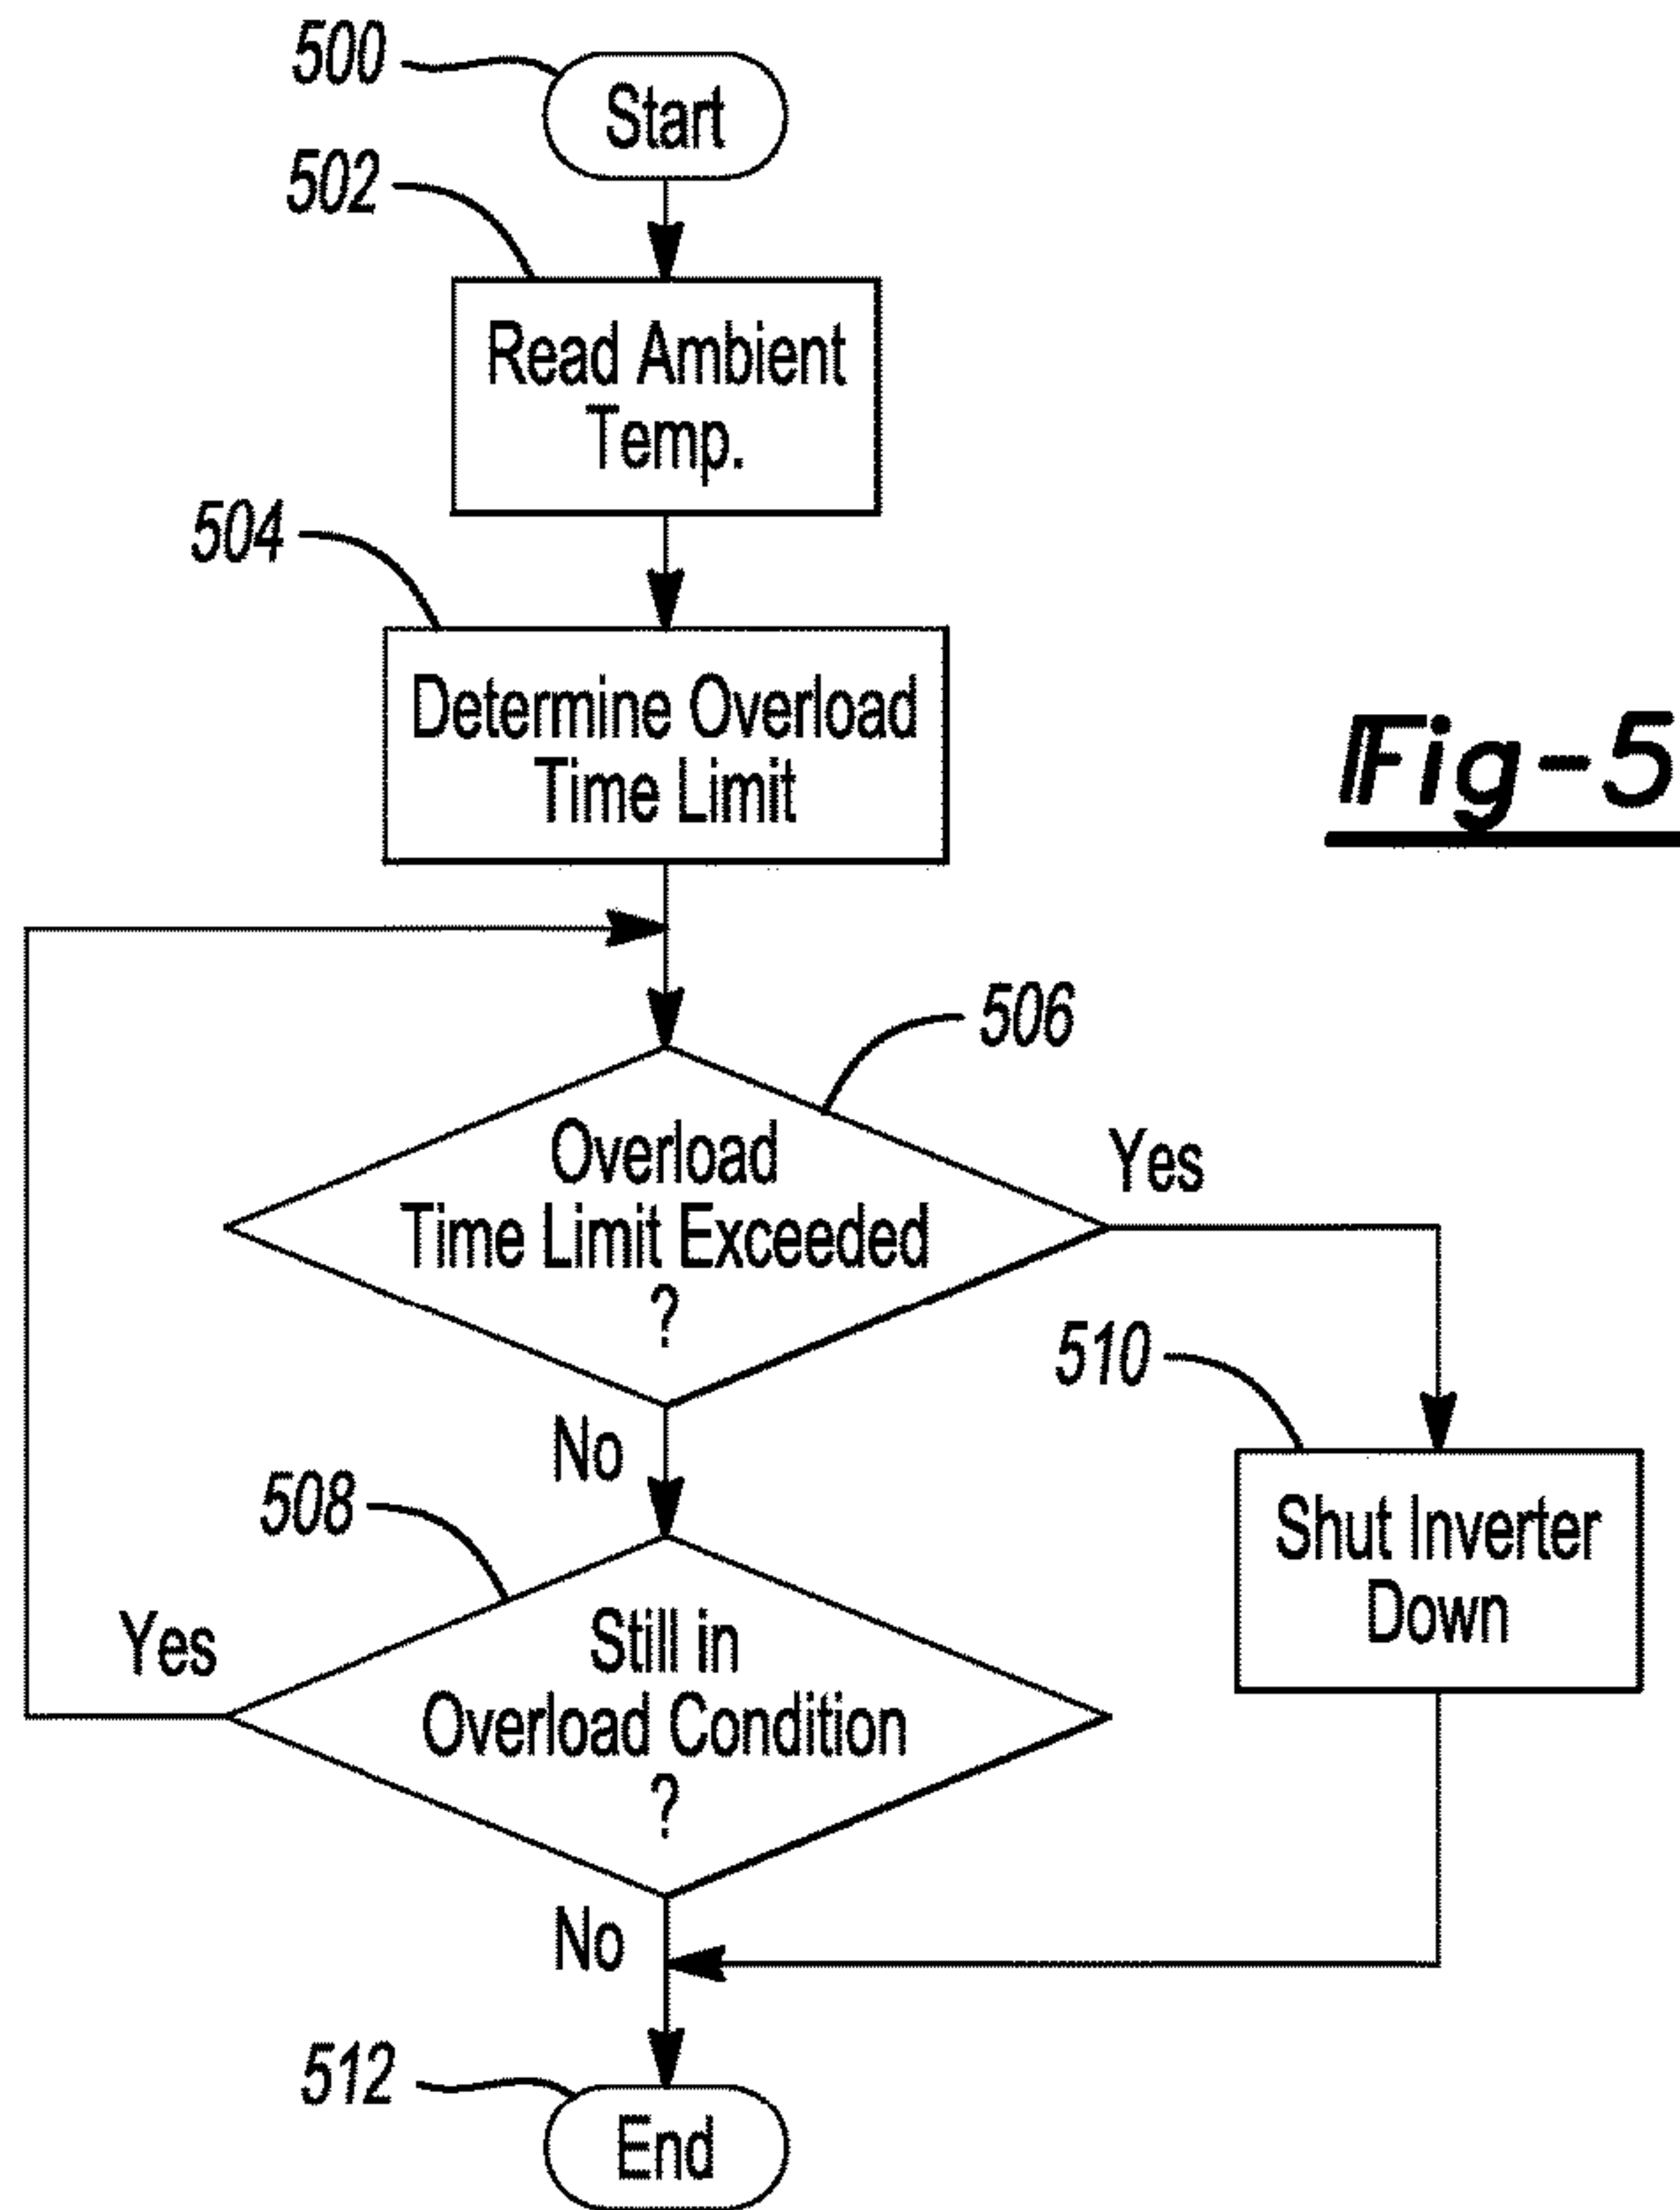 500
Start
502
Read Ambient
Temp.
504
Determine Overload
Time Limit
Fig-5
506
Overload
Time Limit Exceeded
?
Yes
510
No
508
Shut Inverter
Down
Yes
Still in
Overload Condition
?
No
512
End